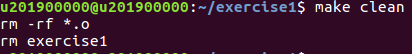 u201900000@u201900000:~/exercise1$ make clean
rm -rf *.o
rm exercise1